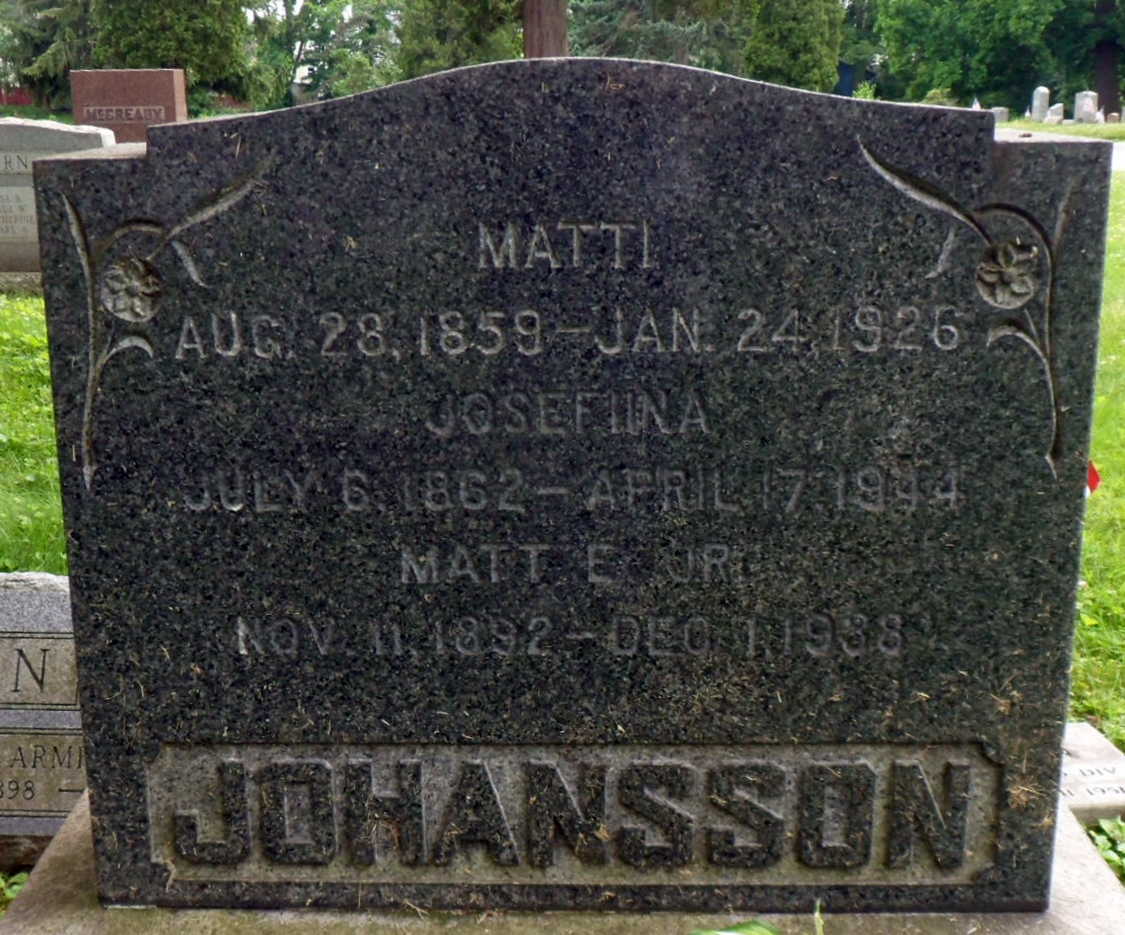 McCREADY
MATTI
AUG. 28, 1859 – JAN. 24, 1926
JOSEFIINA
JULY 6, 1862 – APRIL 17, 1944
MATT E. JR.
NOV. 11, 1892 – DEC. 1, 1938
JOHANSSON